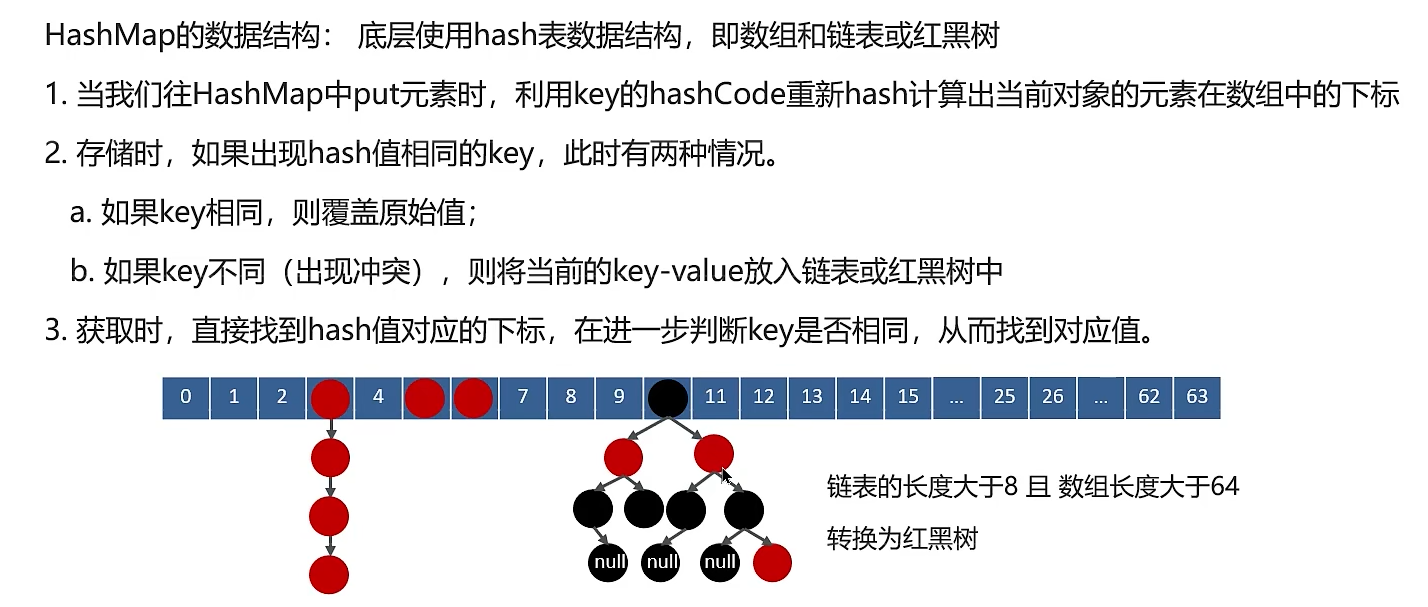 HashMap的数据结构： 底层使用hash表数据结构，即数组和链表或红黑树
1. 当我们往HashMap中put元素时，利用key的hashCode重新hash计算出当前对象的元素在数组中的下标
2. 存储时，如果出现hash值相同的key，此时有两种情况。
a. 如果key相同，则覆盖原始值；
b. 如果key不同（出现冲突），则将当前的key-value放入链表或红黑树中
3. 获取时，直接找到hash值对应的下标，在进一步判断key是否相同，从而找到对应值。
0 1 2 4 7 8 9 11 12 13 14 15 ... 25 26 ... 62 63
链表的长度大于8 且 数组长度大于64
转换为红黑树
null null null